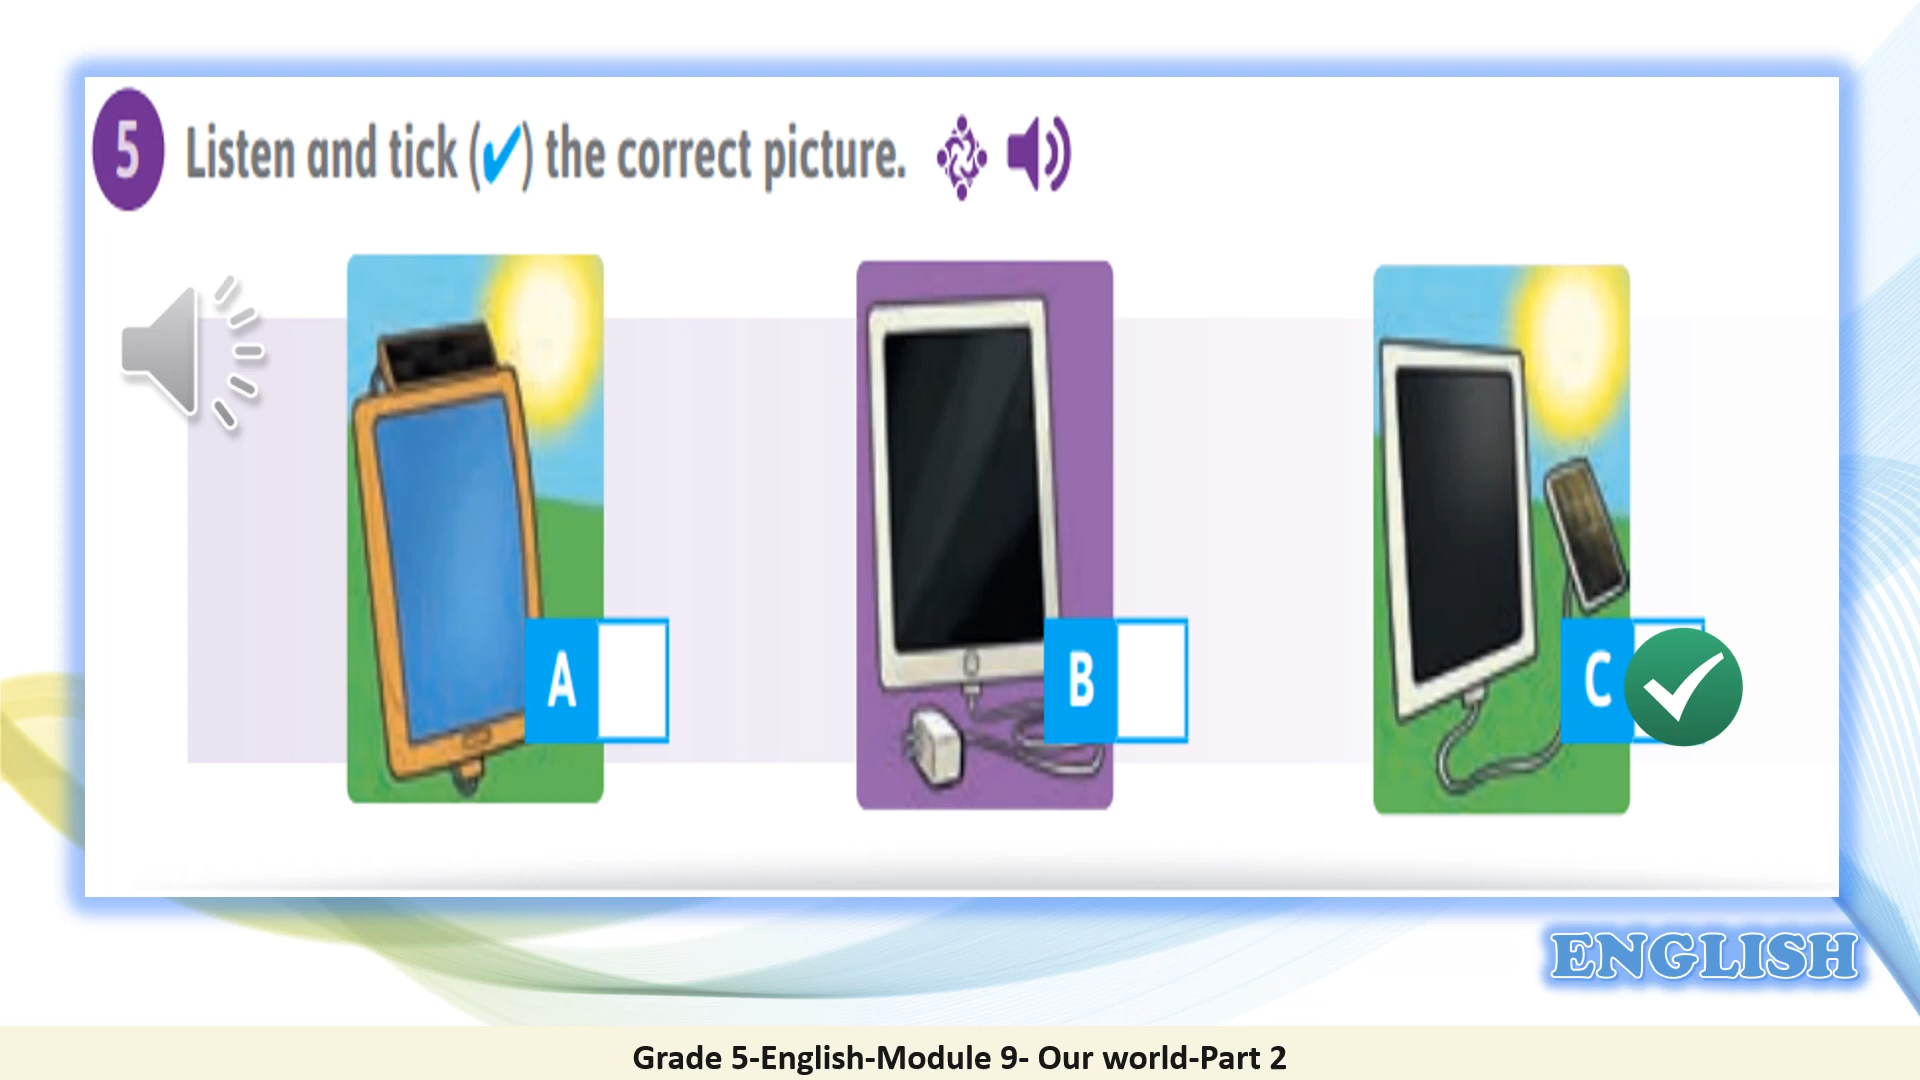 5 Listen and tick (✔) the correct picture.
A
B
C
ENGLISH
Grade 5-English-Module 9- Our world-Part 2